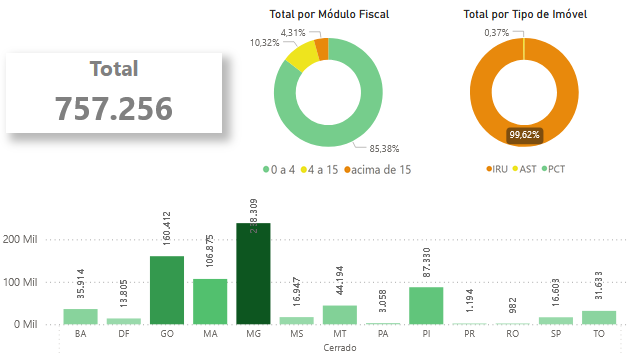 Total
757.256
Total por Módulo Fiscal
4,31%
10,32%
85,38%
0 a 4 4 a 15 acima de 15
Total por Tipo de Imóvel
0,37%
99,62%
IRU AST PCT
200 Mil
100 Mil
0 Mil
35.914
13.805
160.412
106.875
238.309
16.947
44.194
3.058
87.330
1.194
982
16.603
31.633
BA DF GO MA MG MS MT PA PI PR RO SP TO
Cerrado